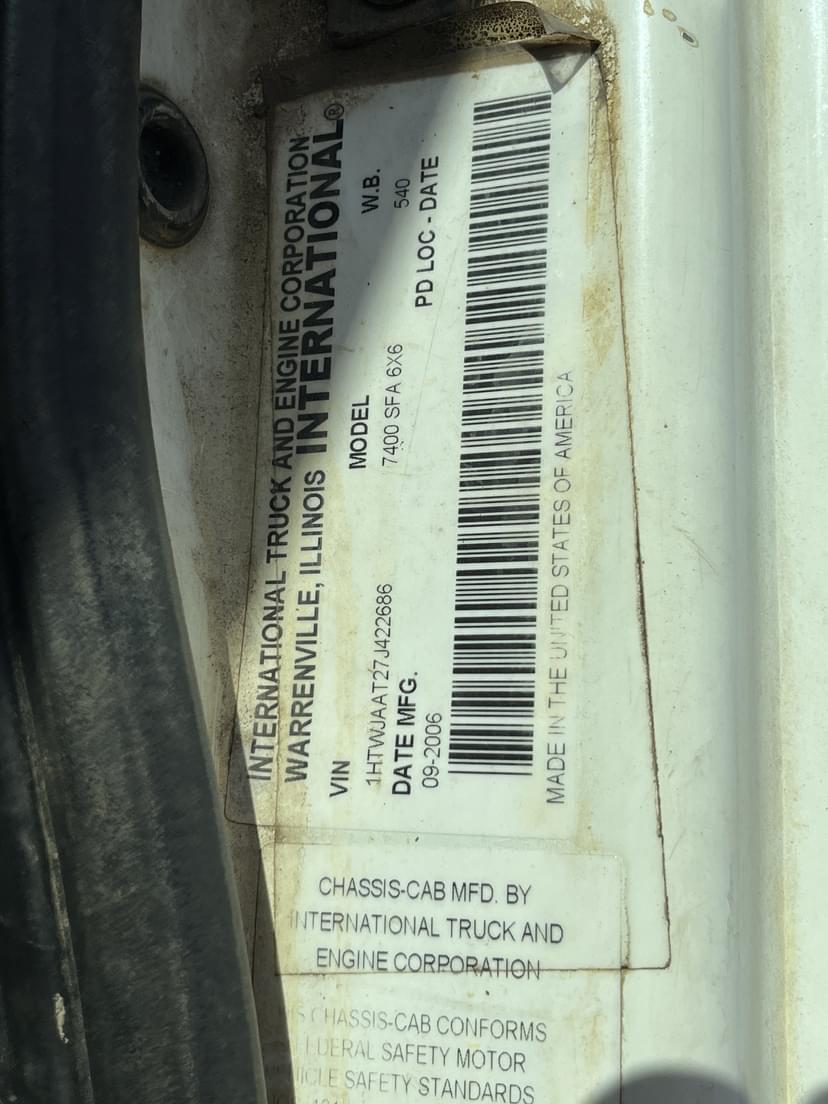 INTERNATIONAL TRUCK AND ENGINE CORPORATION
WARRENVILLE, ILLINOIS INTERNATIONAL®
VIN MODEL W.B.
1HTWJAAT27J422686 7400 SFA 6X6 540
DATE MFG. PD LOC - DATE
09-2006
MADE IN THE UNITED STATES OF AMERICA
CHASSIS-CAB MFD. BY
INTERNATIONAL TRUCK AND
ENGINE CORPORATION
CHASSIS-CAB CONFORMS
FEDERAL SAFETY MOTOR
SAFETY STANDARDS